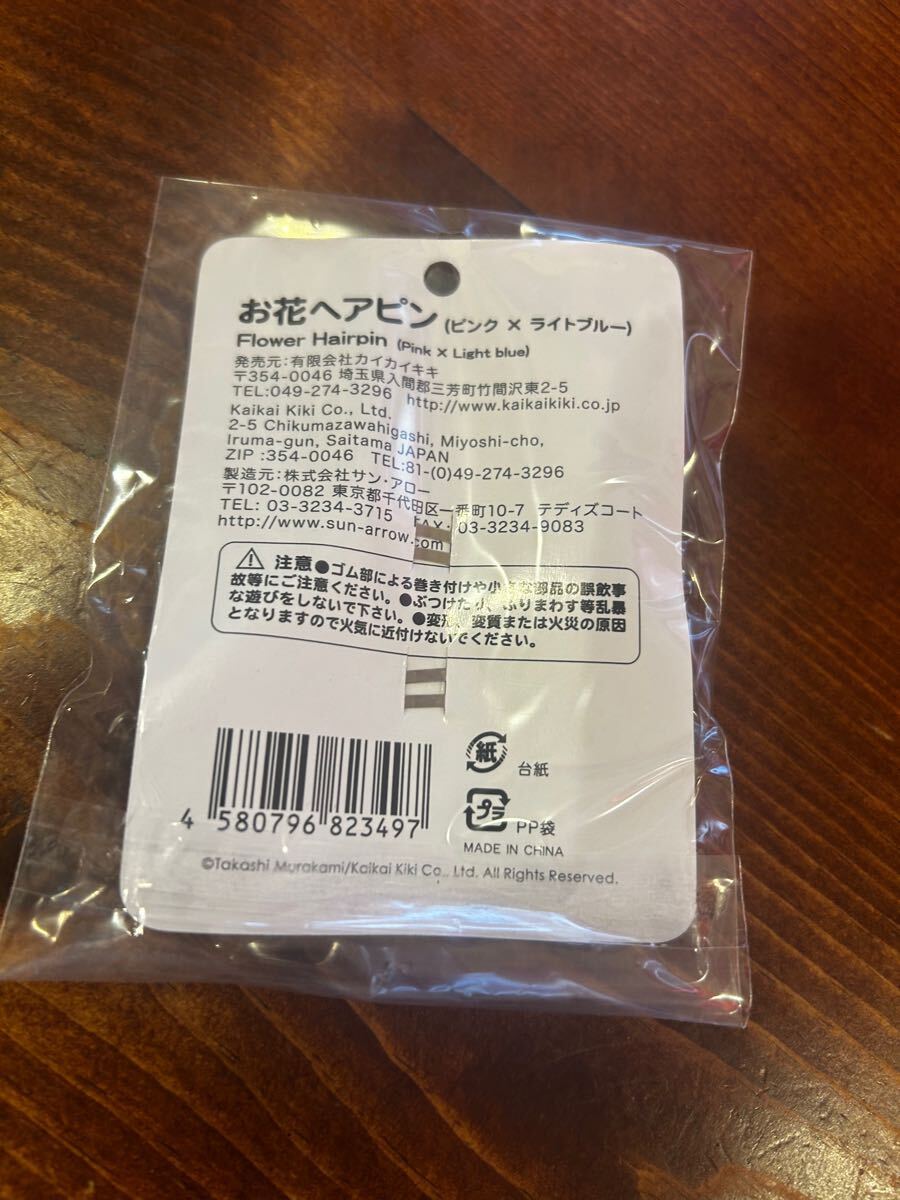 お花ヘアピン (ピンク × ライトブルー)
Flower Hairpin (Pink × Light blue)
発売元:有限会社カイカイキキ
〒354-0046 埼玉県入間郡三芳町竹間沢東2-5
TEL:049-274-3296 http://www.kaikaikiki.co.jp
Kaikai Kiki Co., Ltd.
2-5 Chikumazawahigashi, Miyoshi-cho,
Iruma-gun, Saitama JAPAN
ZIP :354-0046 TEL:81-(0)49-274-3296
製造元:株式会社サン・アロー
〒102-0082 東京都千代田区一番町10-7 テディズコート
TEL: 03-3234-3715 FAX: 03-3234-9083
http://www.sun-arrow.com
⚠ 注意●ゴム部による巻き付けや小さな部品の誤飲事
故等にご注意ください。●ぶつけたり、ふりまわす等乱暴
な遊びをしないで下さい。●変形、変質または火災の原因
となりますので火気に近付けないでください。
紙 台紙
プラ PP袋
MADE IN CHINA
4 580796 823497
©Takashi Murakami/Kaikai Kiki Co., Ltd. All Rights Reserved.